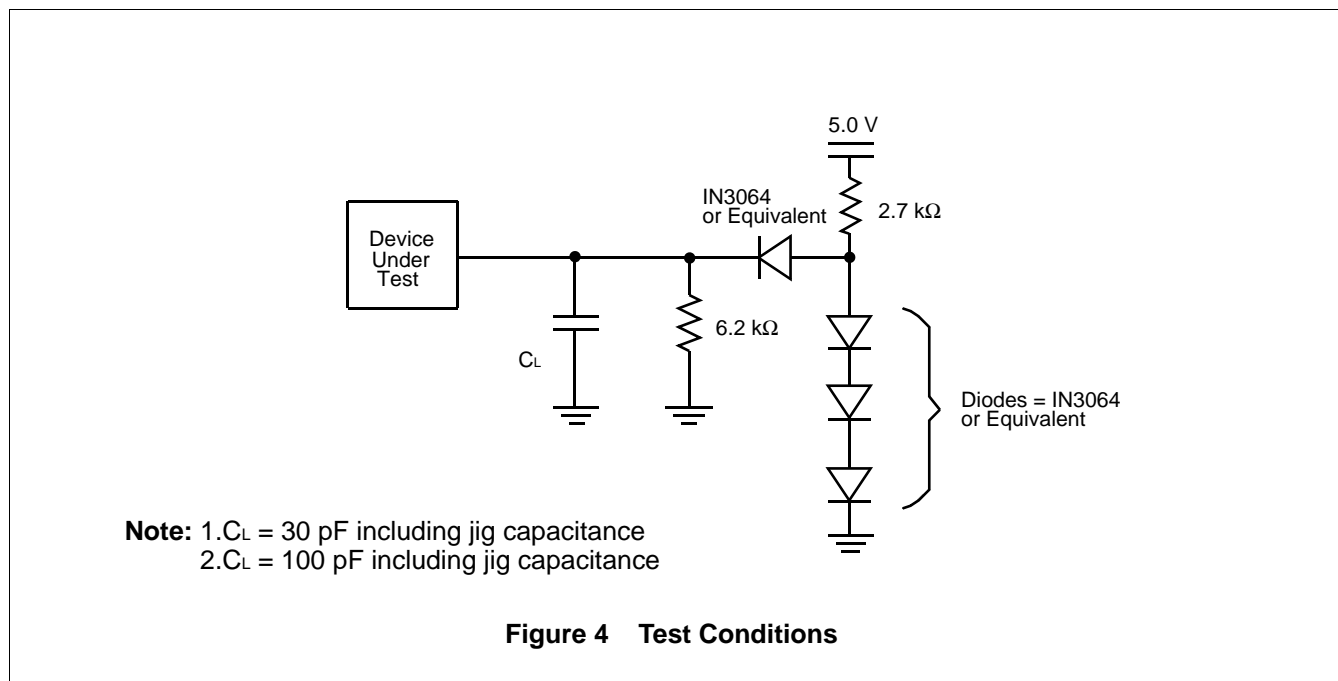 5.0 V
IN3064
or Equivalent
2.7 kΩ
Device
Under
Test
6.2 kΩ
CL
Diodes = IN3064
or Equivalent
Note: 1.CL = 30 pF including jig capacitance
2.CL = 100 pF including jig capacitance
Figure 4 Test Conditions